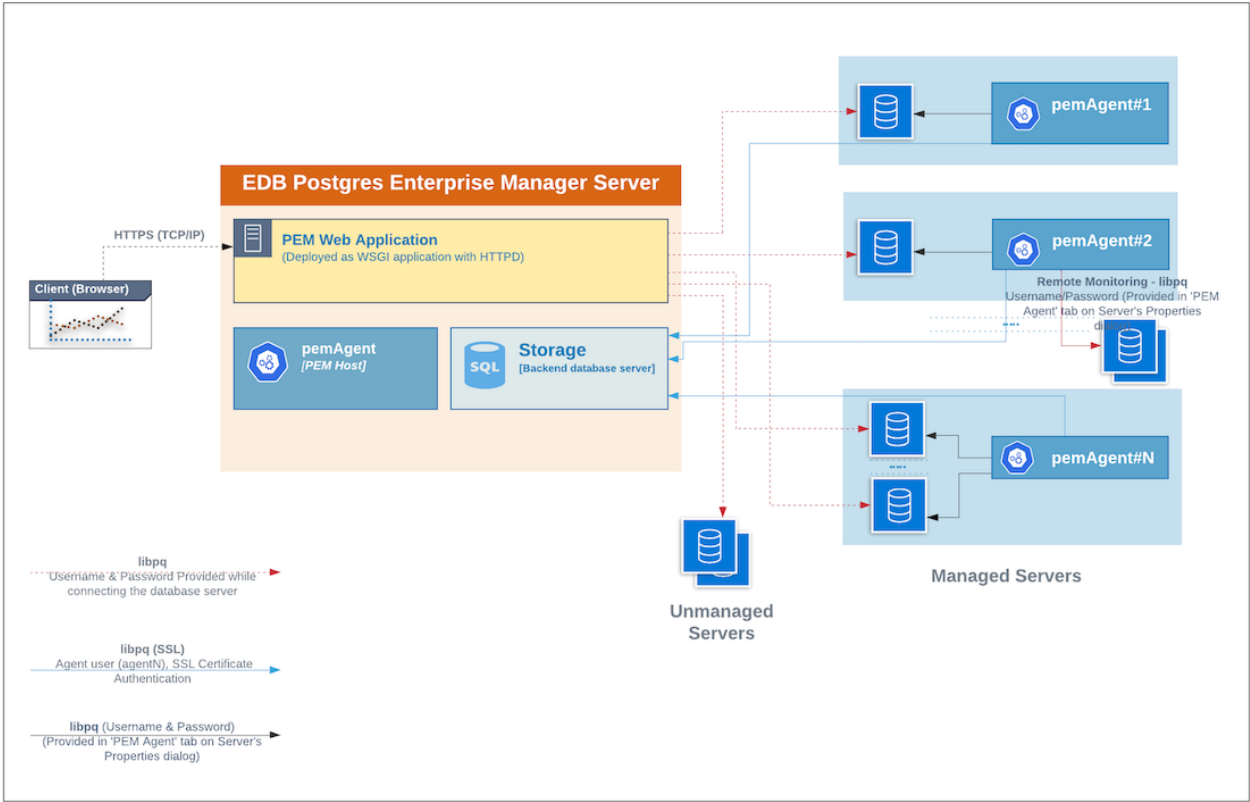 pemAgent#1
EDB Postgres Enterprise Manager Server
HTTPS (TCP/IP)
PEM Web Application
(Deployed as WSGI application with HTTPD)
pemAgent#2
Client (Browser)
Remote Monitoring - libpq
Username/Password (Provided in 'PEM
Agent' tab on Server's Properties
pemAgent
[PEM Host]
SQL
Storage
[Backend database server]
pemAgent#N
Managed Servers
Unmanaged
Servers
libpq
Username & Password Provided while
connecting the database server
libpq (SSL)
Agent user (agentN), SSL Certificate
Authentication
libpq (Username & Password)
(Provided in 'PEM Agent' tab on Server's
Properties dialog)